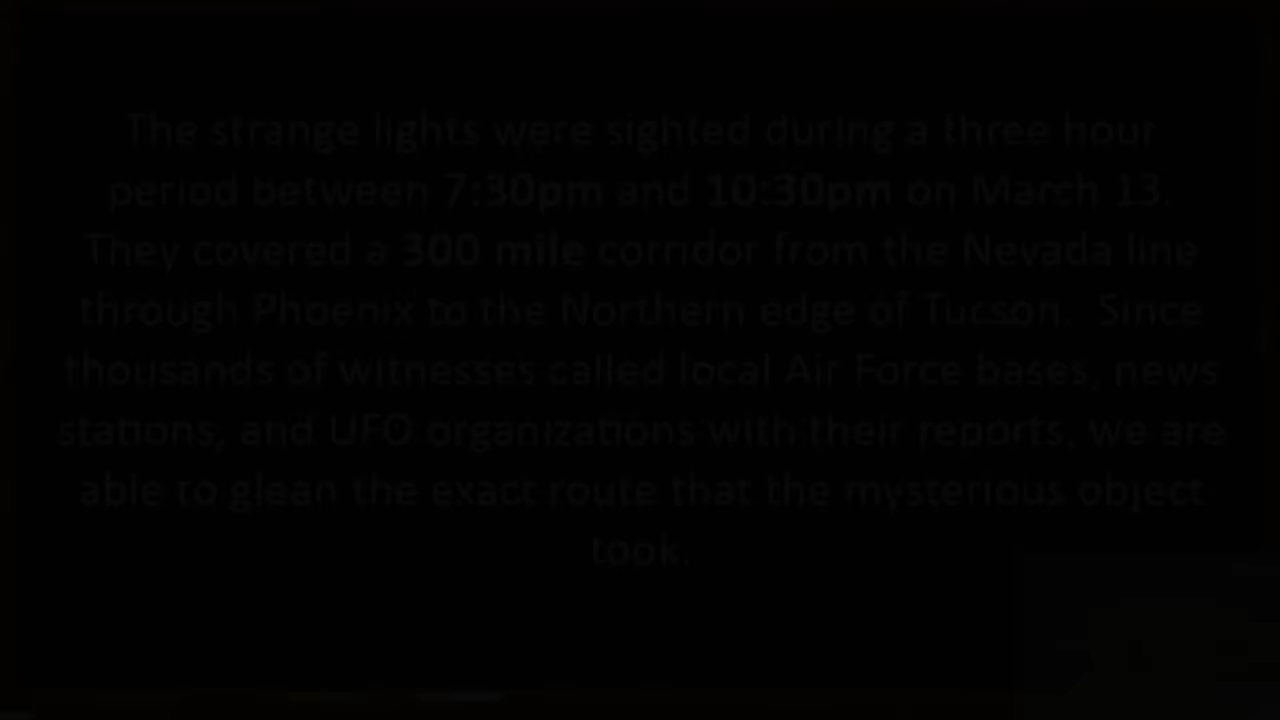 The strange lights were sighted during a three hour
period between 7:30pm and 10:30pm on March 13.
They covered a 300 mile corridor from the Nevada line
through Phoenix to the Northern edge of Tucson.  Since
thousands of witnesses called local Air Force bases, news
stations, and UFO organizations with their reports, we are
able to glean the exact route that the mysterious object
took.